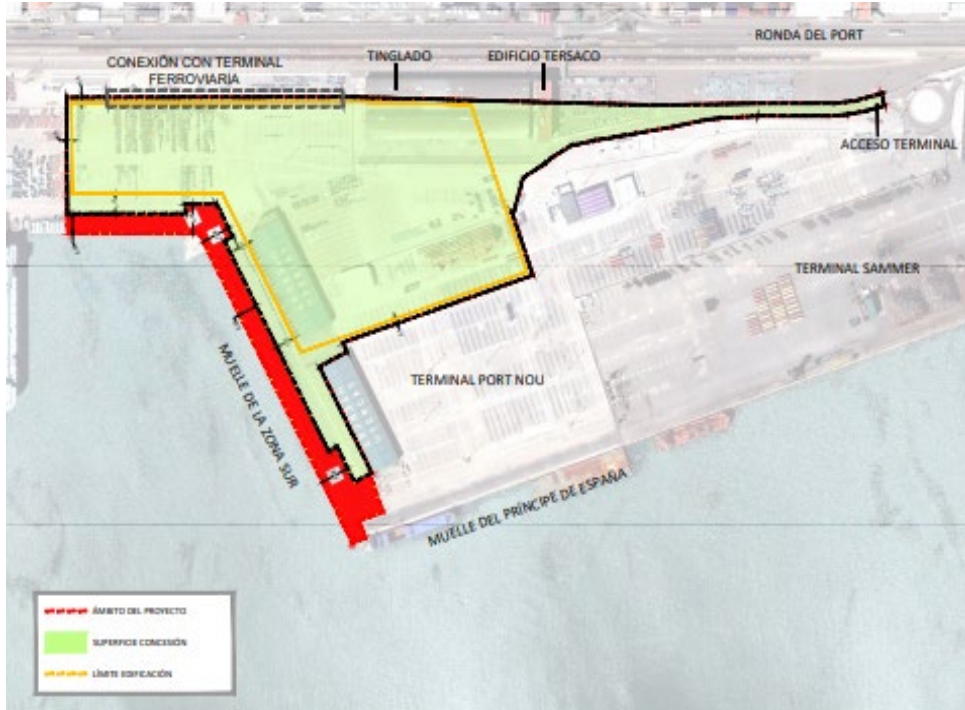 RONDA DEL PORT
CONEXIÓN CON TERMINAL
FERROVIARIA
TINGLADO
EDIFICIO TERSACO
ACCESO TERMINAL
TERMINAL SAMMER
TERMINAL PORT NOU
MUELLE DE LA ZONA SUR
MUELLE DEL PRÍNCIPE DE ESPAÑA
ÁMBITO DEL PROYECTO
SUPERFICIE CONCESIÓN
LÍMITE EDIFICACIÓN